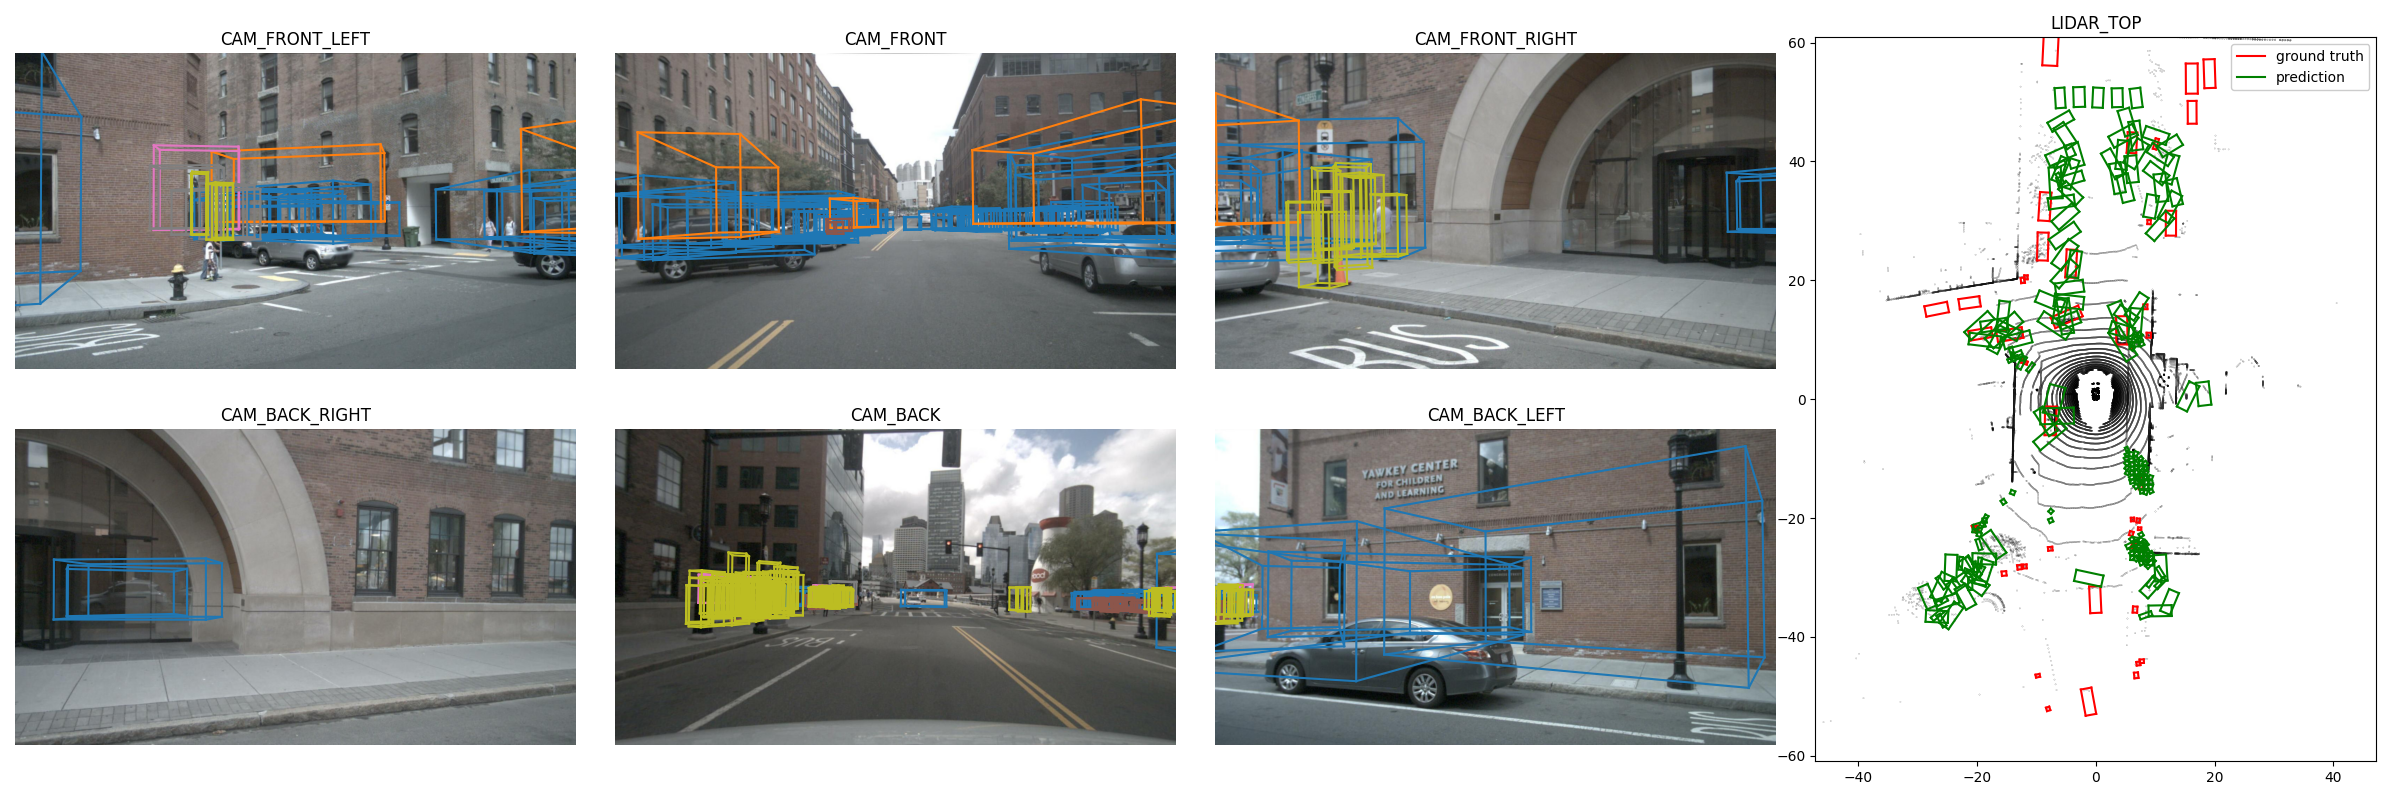 CAM_FRONT_LEFT
CAM_FRONT
CAM_FRONT_RIGHT
LIDAR_TOP
ground truth
prediction
60
40
20
0
−20
−40
−60
−40
−20
0
20
40
BUS
CAM_BACK_RIGHT
CAM_BACK
CAM_BACK_LEFT
YAWKEY CENTER
FOR CHILDREN
AND LEARNING
BUS